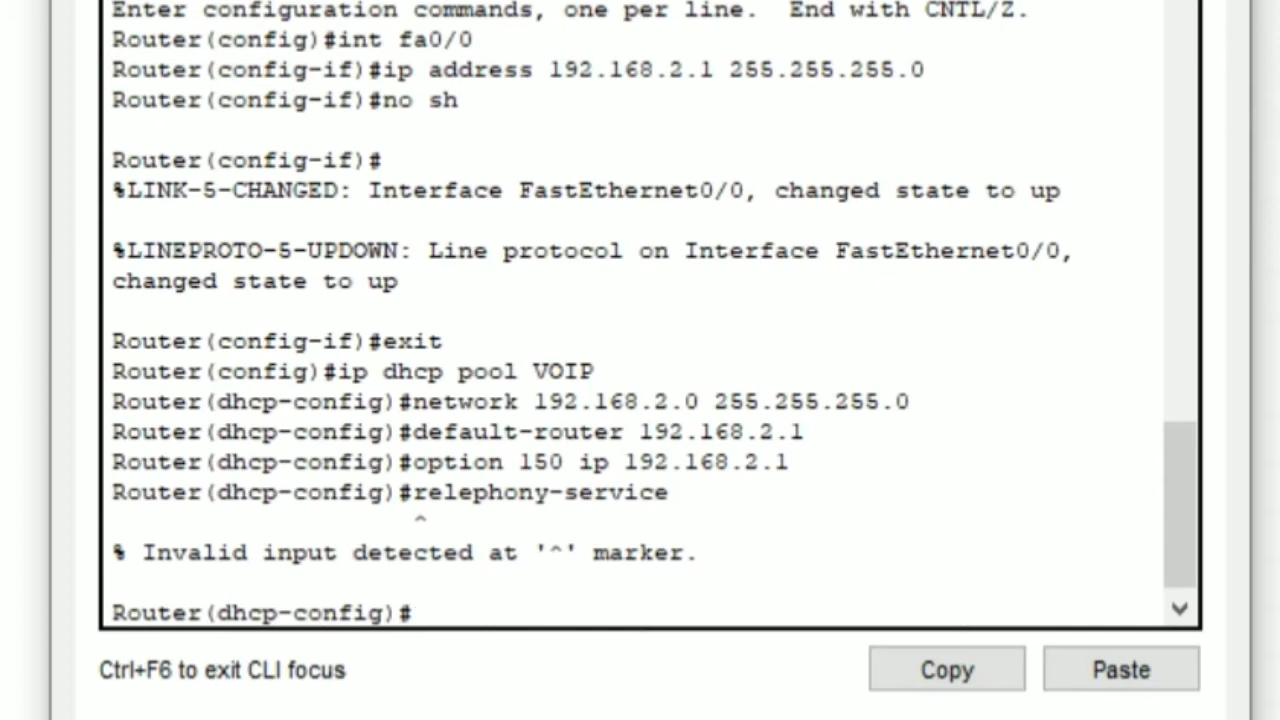 Enter configuration commands, one per line.  End with CNTL/Z.
Router(config)#int fa0/0
Router(config-if)#ip address 192.168.2.1 255.255.255.0
Router(config-if)#no sh
Router(config-if)#
%LINK-5-CHANGED: Interface FastEthernet0/0, changed state to up
%LINEPROTO-5-UPDOWN: Line protocol on Interface FastEthernet0/0,
changed state to up
Router(config-if)#exit
Router(config)#ip dhcp pool VOIP
Router(dhcp-config)#network 192.168.2.0 255.255.255.0
Router(dhcp-config)#default-router 192.168.2.1
Router(dhcp-config)#option 150 ip 192.168.2.1
Router(dhcp-config)#relephony-service
^
% Invalid input detected at '^' marker.
Router(dhcp-config)#
Ctrl+F6 to exit CLI focus
Copy
Paste